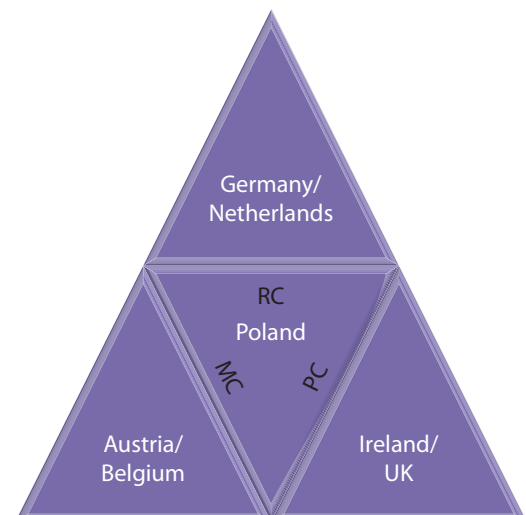 Germany/
Netherlands
RC
Poland
MC
PC
Austria/
Belgium
Ireland/
UK